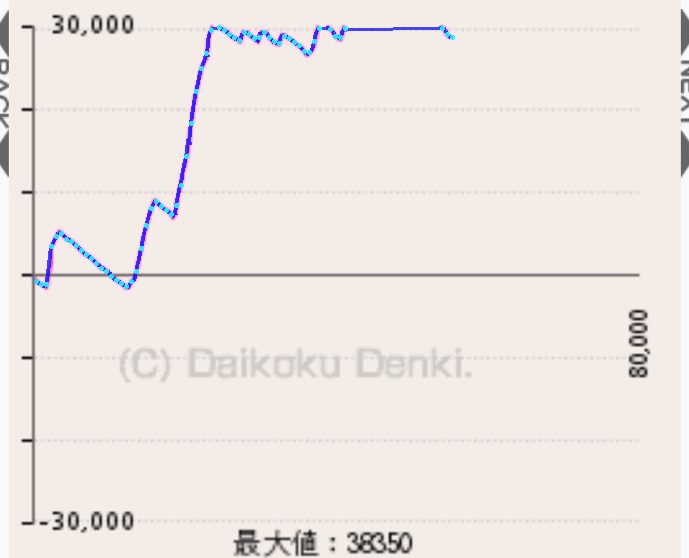 30,000
BACK
NEXT
80,000
(C) Daikoku Denki.
-30,000
最大値：38350